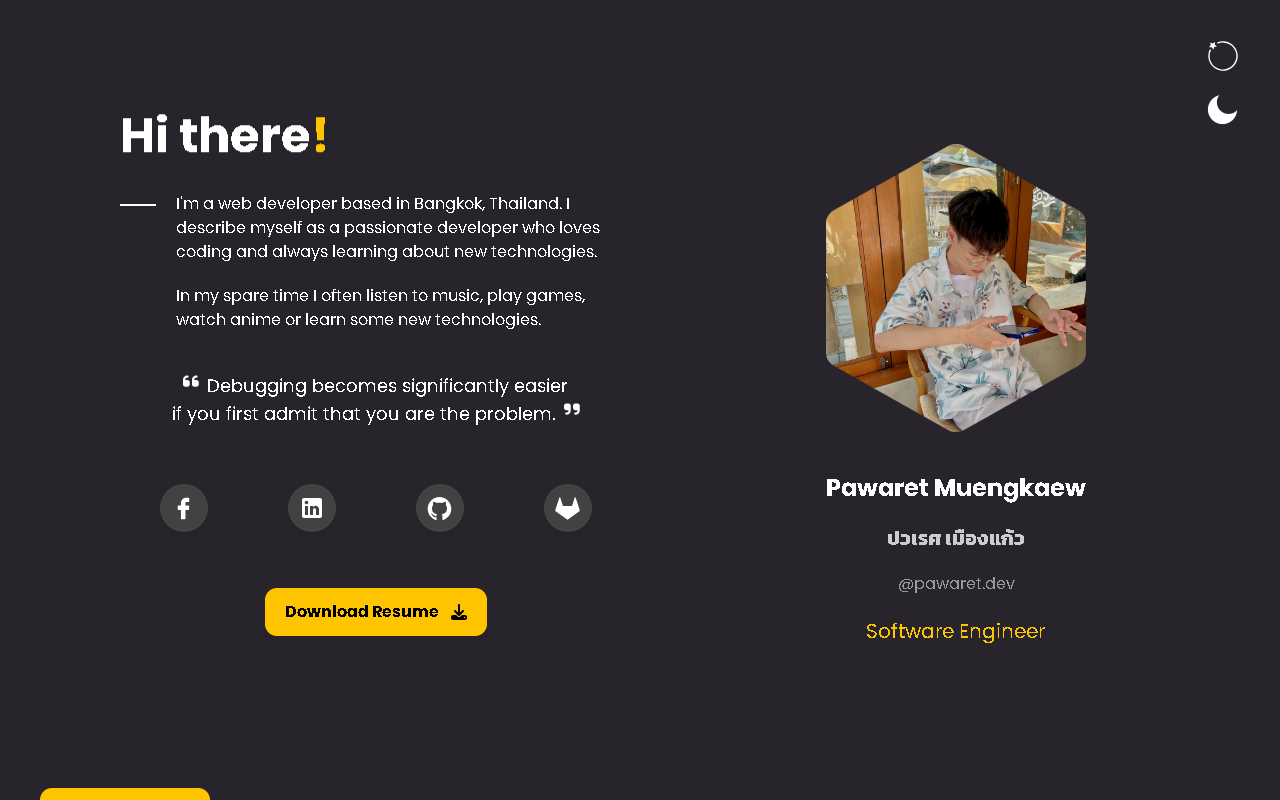 Hi there!
I'm a web developer based in Bangkok, Thailand. I
describe myself as a passionate developer who loves
coding and always learning about new technologies.
In my spare time I often listen to music, play games,
watch anime or learn some new technologies.
❝ Debugging becomes significantly easier
if you first admit that you are the problem. ❞
Download Resume
Pawaret Muengkaew
ปวเรศ เมืองแก้ว
@pawaret.dev
Software Engineer